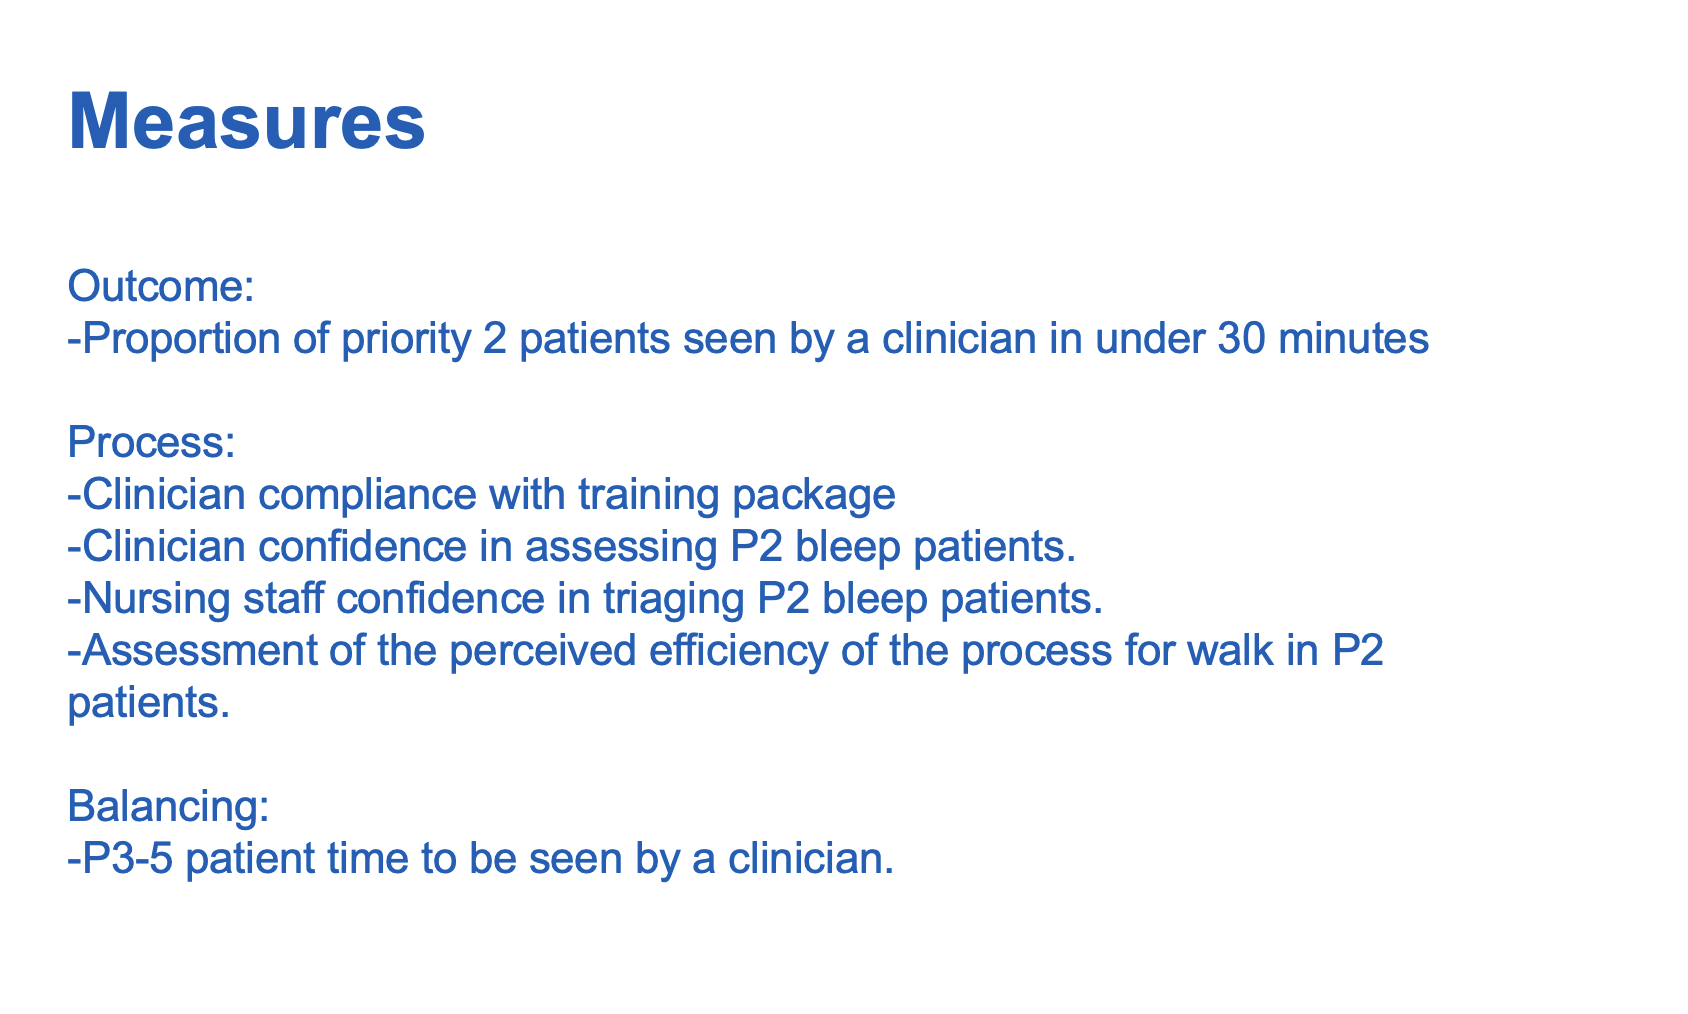 Measures
Outcome:
-Proportion of priority 2 patients seen by a clinician in under 30 minutes
Process:
-Clinician compliance with training package
-Clinician confidence in assessing P2 bleep patients.
-Nursing staff confidence in triaging P2 bleep patients.
-Assessment of the perceived efficiency of the process for walk in P2
patients.
Balancing:
-P3-5 patient time to be seen by a clinician.